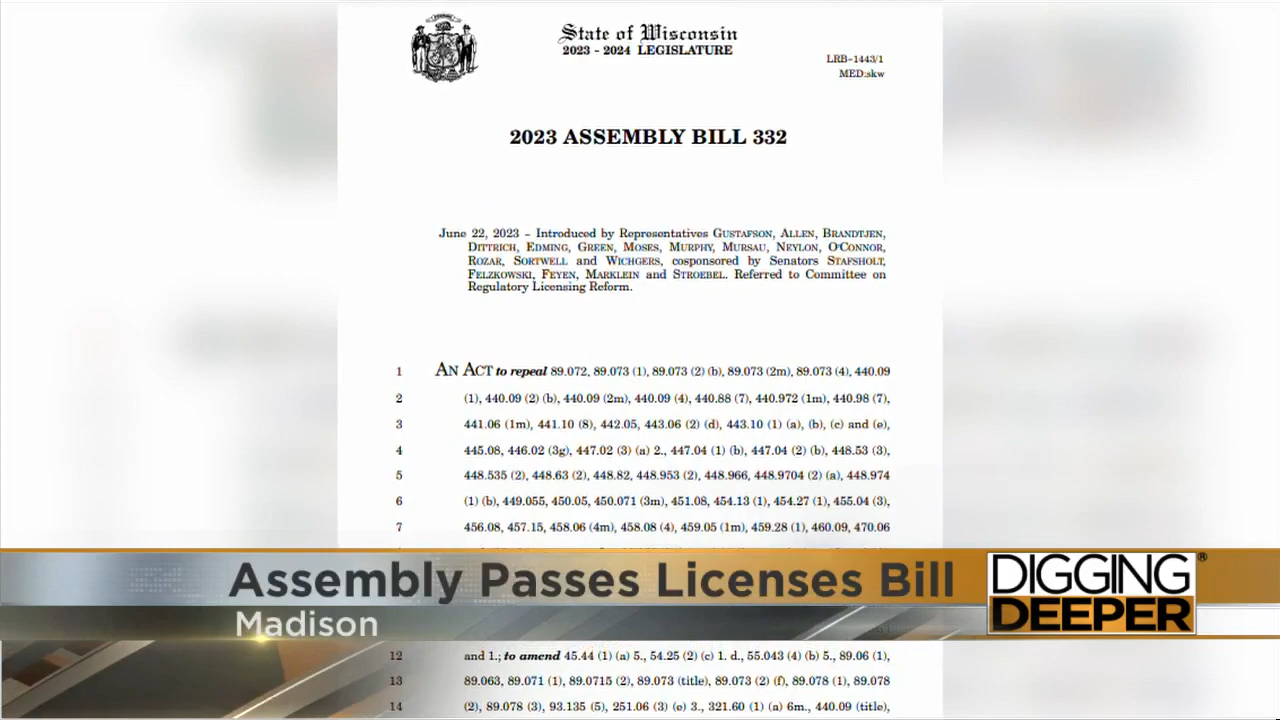 State of Wisconsin
2023 - 2024 LEGISLATURE
LRB-1443/1
MED:skw
2023 ASSEMBLY BILL 332
June 22, 2023 - Introduced by Representatives GUSTAFSON, ALLEN, BRANDTJEN,
DITTRICH, EDMING, GREEN, MOSES, MURPHY, MURSAU, NEYLON, O'CONNOR,
ROZAR, SORTWELL and WICHGERS, cosponsored by Senators STAFSHOLT,
FELZKOWSKI, FEYEN, MARKLEIN and STROEBEL. Referred to Committee on
Regulatory Licensing Reform.
1 AN ACT to repeal 89.072, 89.073 (1), 89.073 (2) (b), 89.073 (2m), 89.073 (4), 440.09
2 (1), 440.09 (2) (b), 440.09 (2m), 440.09 (4), 440.88 (7), 440.972 (1m), 440.98 (7),
3 441.06 (1m), 441.10 (8), 442.05, 443.06 (2) (d), 443.10 (1) (a), (b), (c) and (e),
4 445.08, 446.02 (3g), 447.02 (3) (a) 2., 447.04 (1) (b), 447.04 (2) (b), 448.53 (3),
5 448.535 (2), 448.63 (2), 448.82, 448.953 (2), 448.966, 448.9704 (2) (a), 448.974
6 (1) (b), 449.055, 450.05, 450.071 (3m), 451.08, 454.13 (1), 454.27 (1), 455.04 (3),
7 456.08, 457.15, 458.06 (4m), 458.08 (4), 459.05 (1m), 459.28 (1), 460.09, 470.06
Assembly Passes Licenses Bill
Madison
DIGGING ®
DEEPER
12 and 1.; to amend 45.44 (1) (a) 5., 54.25 (2) (c) 1. d., 55.043 (4) (b) 5., 89.06 (1),
13 89.063, 89.071 (1), 89.0715 (2), 89.073 (title), 89.073 (2) (f), 89.078 (1), 89.078
14 (2), 89.078 (3), 93.135 (5), 251.06 (3) (e) 3., 321.60 (1) (a) 6m., 440.09 (title),